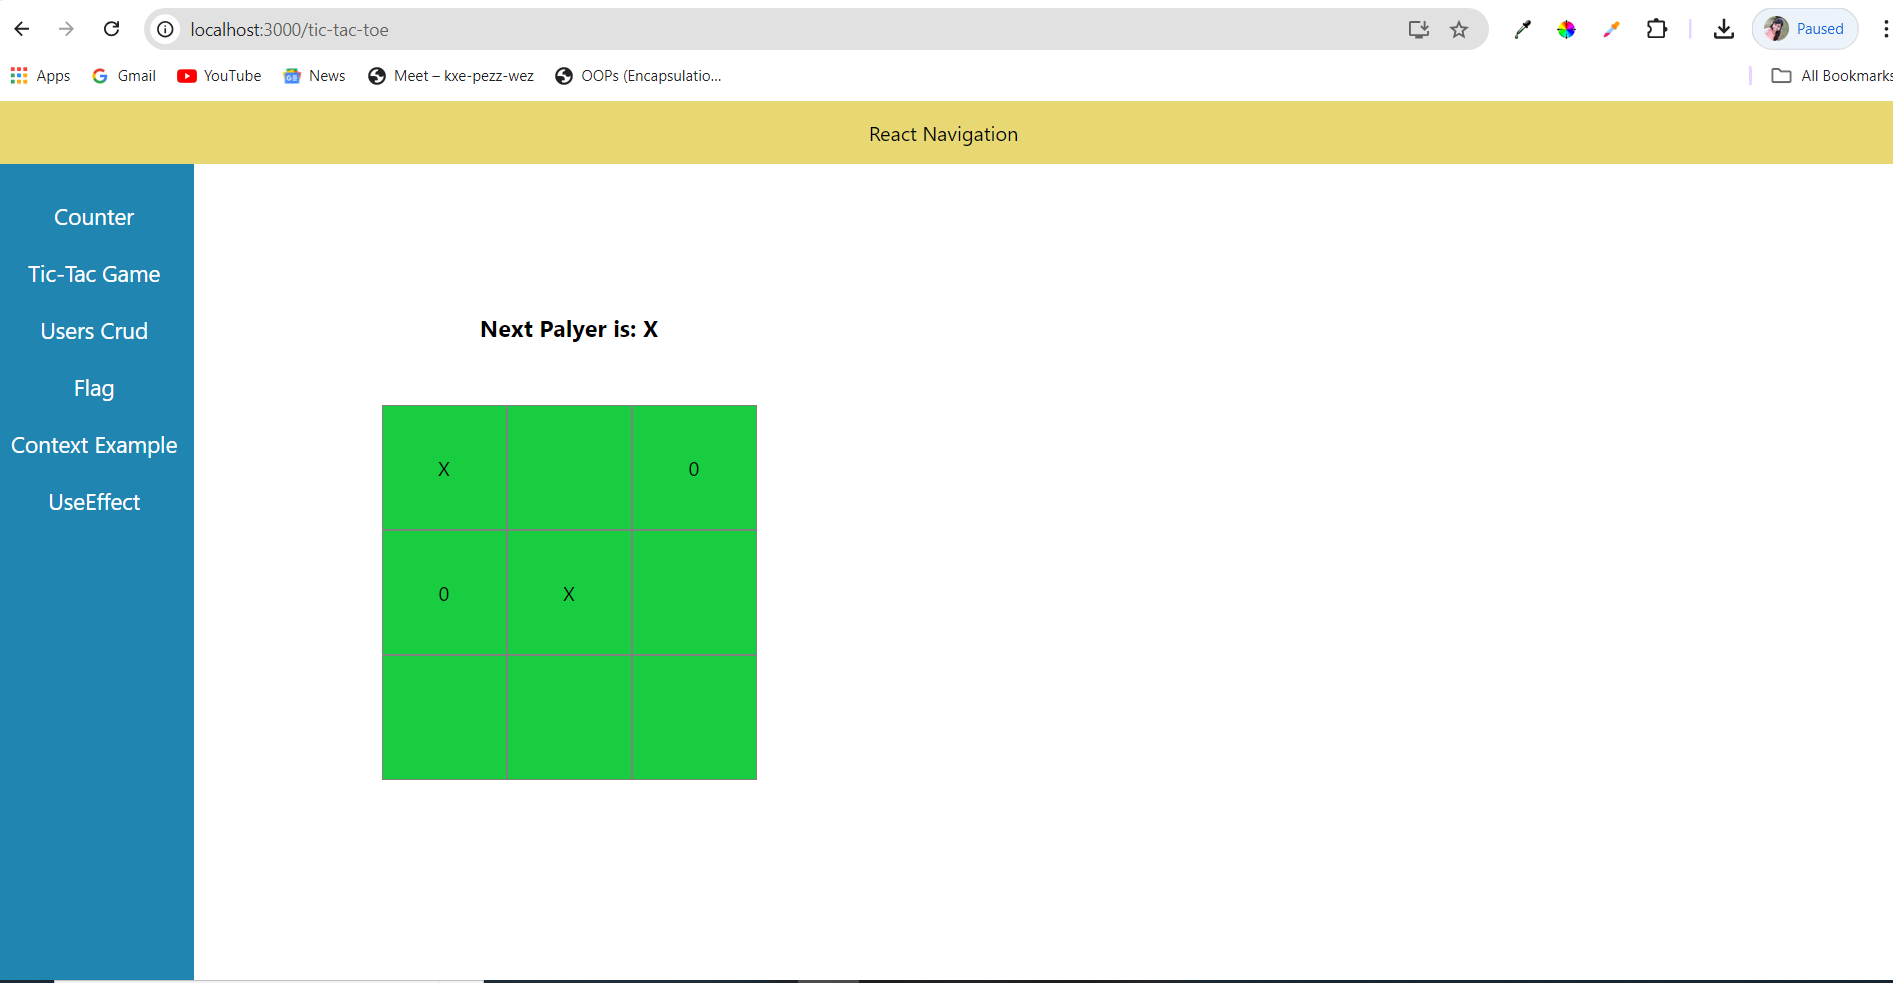 localhost:3000/tic-tac-toe
Paused
Apps
Gmail
YouTube
News
Meet – kxe-pezz-wez
OOPs (Encapsulatio...
All Bookmarks
React Navigation
Counter
Tic-Tac Game
Users Crud
Flag
Context Example
UseEffect
Next Palyer is: X
X 0
0 X